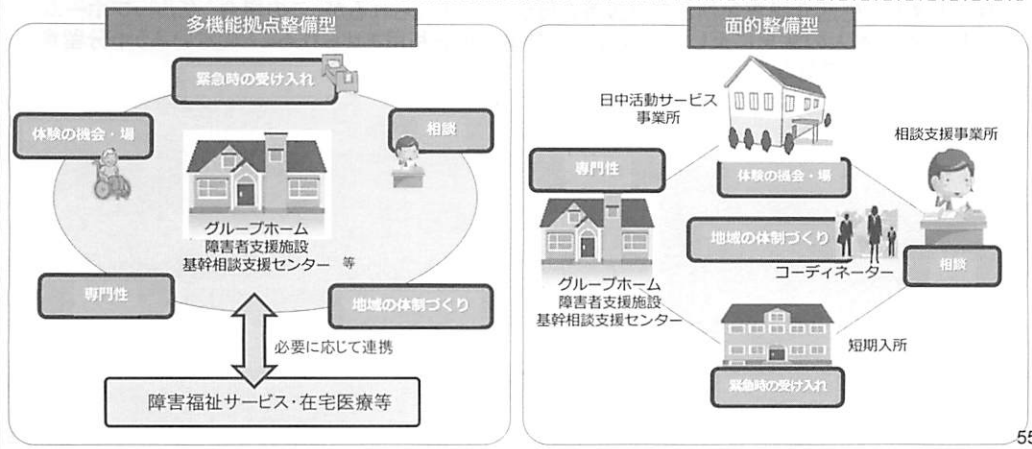 多機能拠点整備型
緊急時の受け入れ
体験の機会・場
相談
グループホーム
障害者支援施設
基幹相談支援センター 等
専門性
地域の体制づくり
必要に応じて連携
障害福祉サービス・在宅医療等
面的整備型
日中活動サービス
事業所
相談支援事業所
専門性
体験の機会・場
地域の体制づくり
コーディネーター
相談
グループホーム
障害者支援施設
基幹相談支援センター
短期入所
緊急時の受け入れ
55